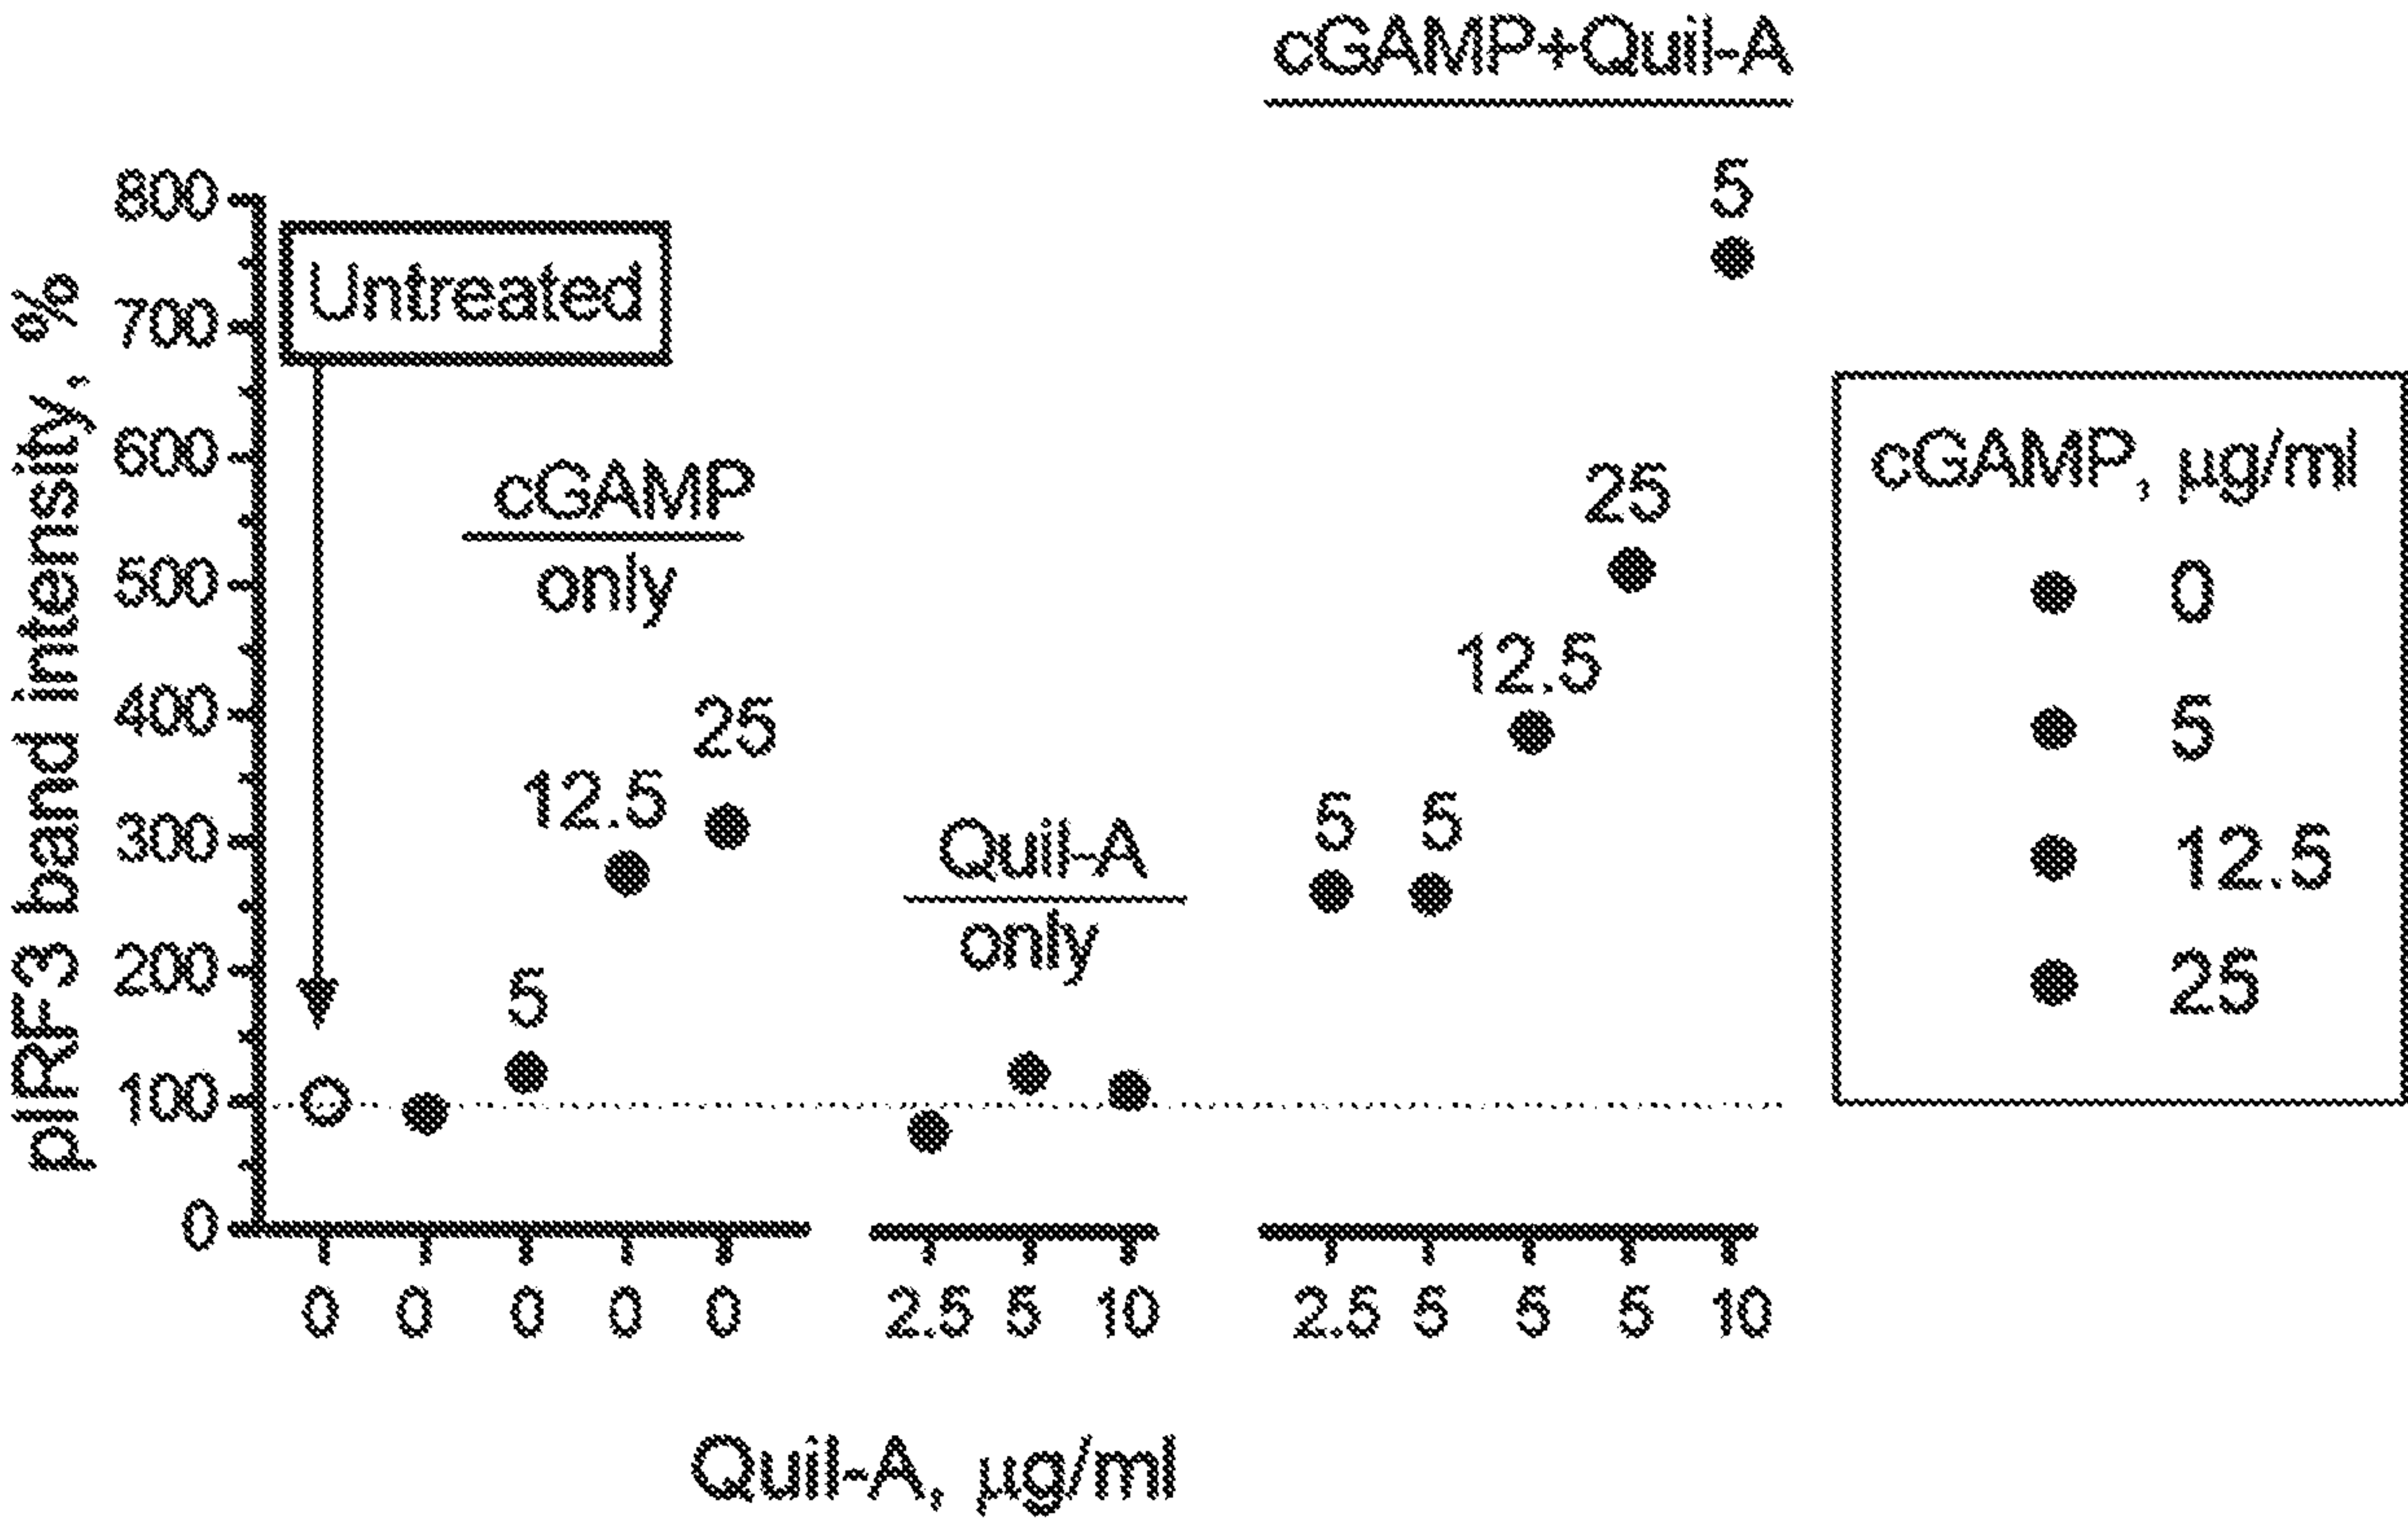 cGAMP+Quil-A
5
800
Untreated
700
600
cGAMP
only
25
cGAMP, µg/ml
500
0
12.5
400
25
5
12.5
300
Quil-A
only
5
5
12.5
200
5
25
100
0
0 0 0 0 0 2.5 5 10 2.5 5 5 5 10
Quil-A, µg/ml
pIRF3 band intensity, %